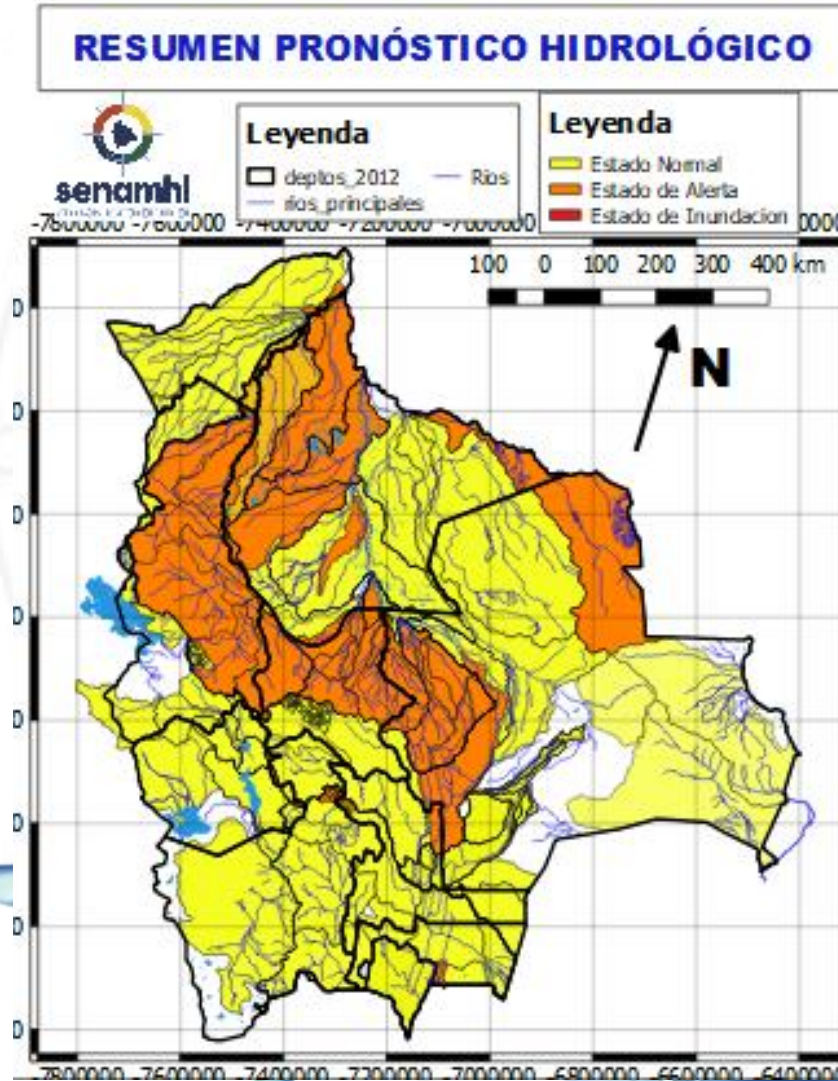 RESUMEN PRONÓSTICO HIDROLÓGICO
senamhi
Leyenda
deptos_2012 Rios
rios_principales
Leyenda
Estado Normal
Estado de Alerta
Estado de Inundacion
-7800000 -7600000 -7400000 -7200000 -7000000
100 0 100 200 300 400 km
N
-7800000 -7600000 -7400000 -7200000 -7000000 -6800000 -6600000 -6400000